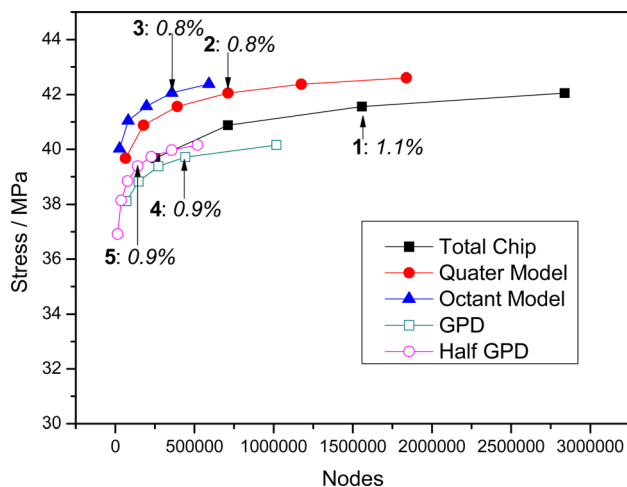 44
42
40
38
36
34
32
30
Stress / MPa
3: 0.8%
2: 0.8%
1: 1.1%
4: 0.9%
5: 0.9%
Total Chip
Quater Model
Octant Model
GPD
Half GPD
0 500000 1000000 1500000 2000000 2500000 3000000
Nodes